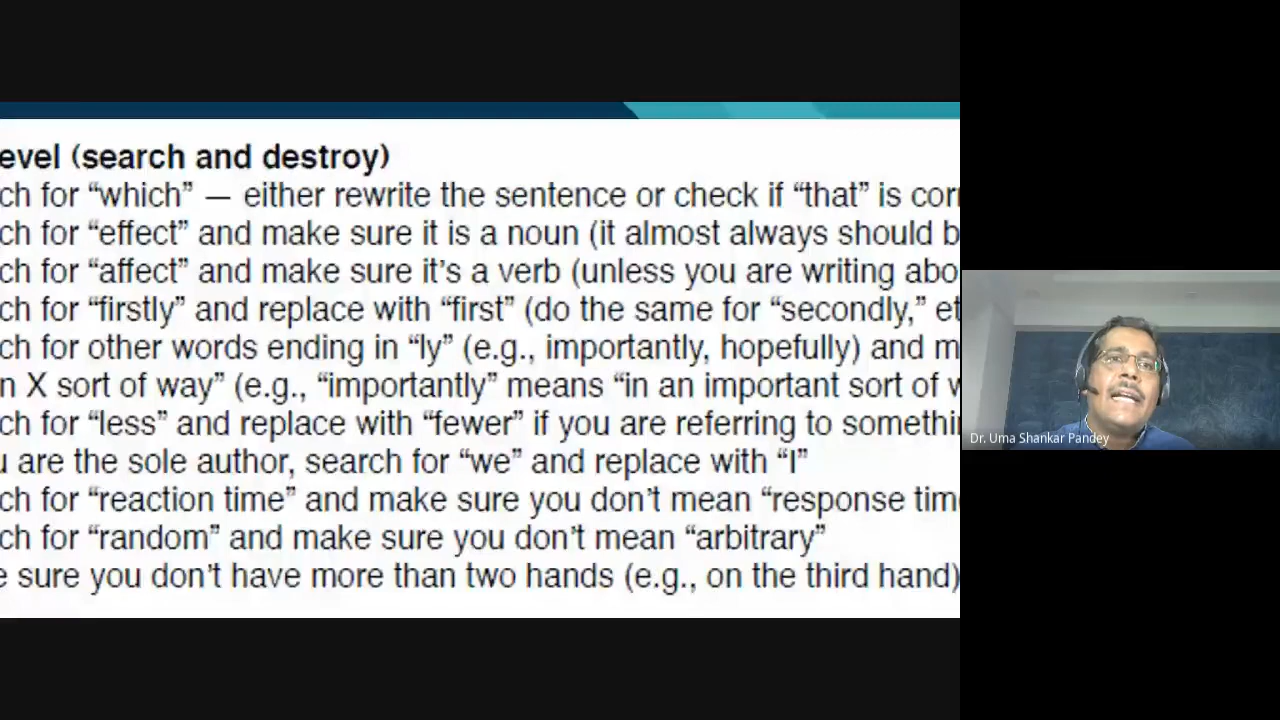 evel (search and destroy)
ch for “which” — either rewrite the sentence or check if “that” is corr
ch for “effect” and make sure it is a noun (it almost always should b
ch for “affect” and make sure it’s a verb (unless you are writing abo
ch for “firstly” and replace with “first” (do the same for “secondly,” et
ch for other words ending in “ly” (e.g., importantly, hopefully) and m
n X sort of way” (e.g., “importantly” means “in an important sort of w
ch for “less” and replace with “fewer” if you are referring to somethin
u are the sole author, search for “we” and replace with “I”
ch for “reaction time” and make sure you don’t mean “response time
ch for “random” and make sure you don’t mean “arbitrary”
e sure you don’t have more than two hands (e.g., on the third hand)
Dr. Uma Shankar Pandey